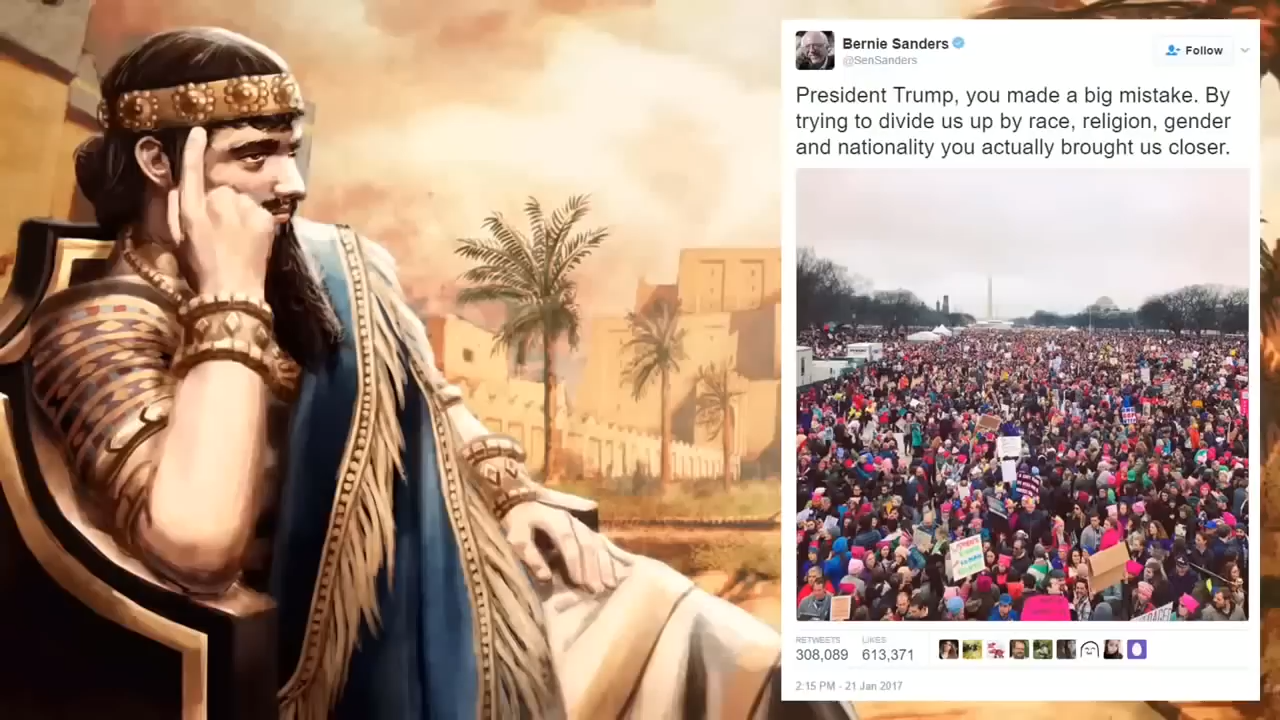 Bernie Sanders
@SenSanders
Follow
President Trump, you made a big mistake. By
trying to divide us up by race, religion, gender
and nationality you actually brought us closer.
RETWEETS LIKES
308,089 613,371
2:15 PM - 21 Jan 2017